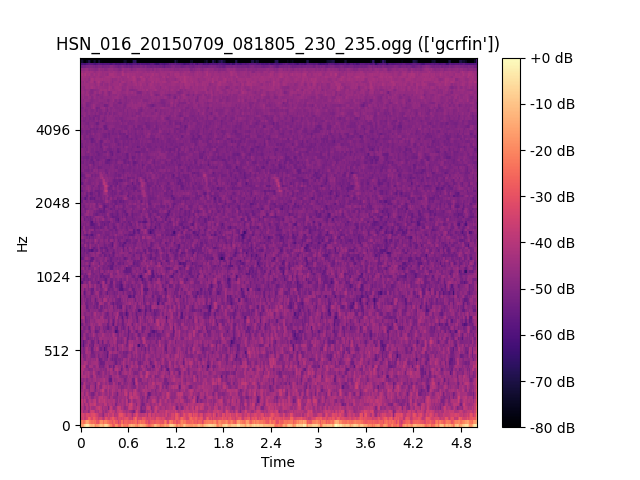 HSN_016_20150709_081805_230_235.ogg (['gcrfin'])
+0 dB
-10 dB
-20 dB
-30 dB
-40 dB
-50 dB
-60 dB
-70 dB
-80 dB
4096
2048
1024
512
0
Hz
0 0.6 1.2 1.8 2.4 3 3.6 4.2 4.8
Time